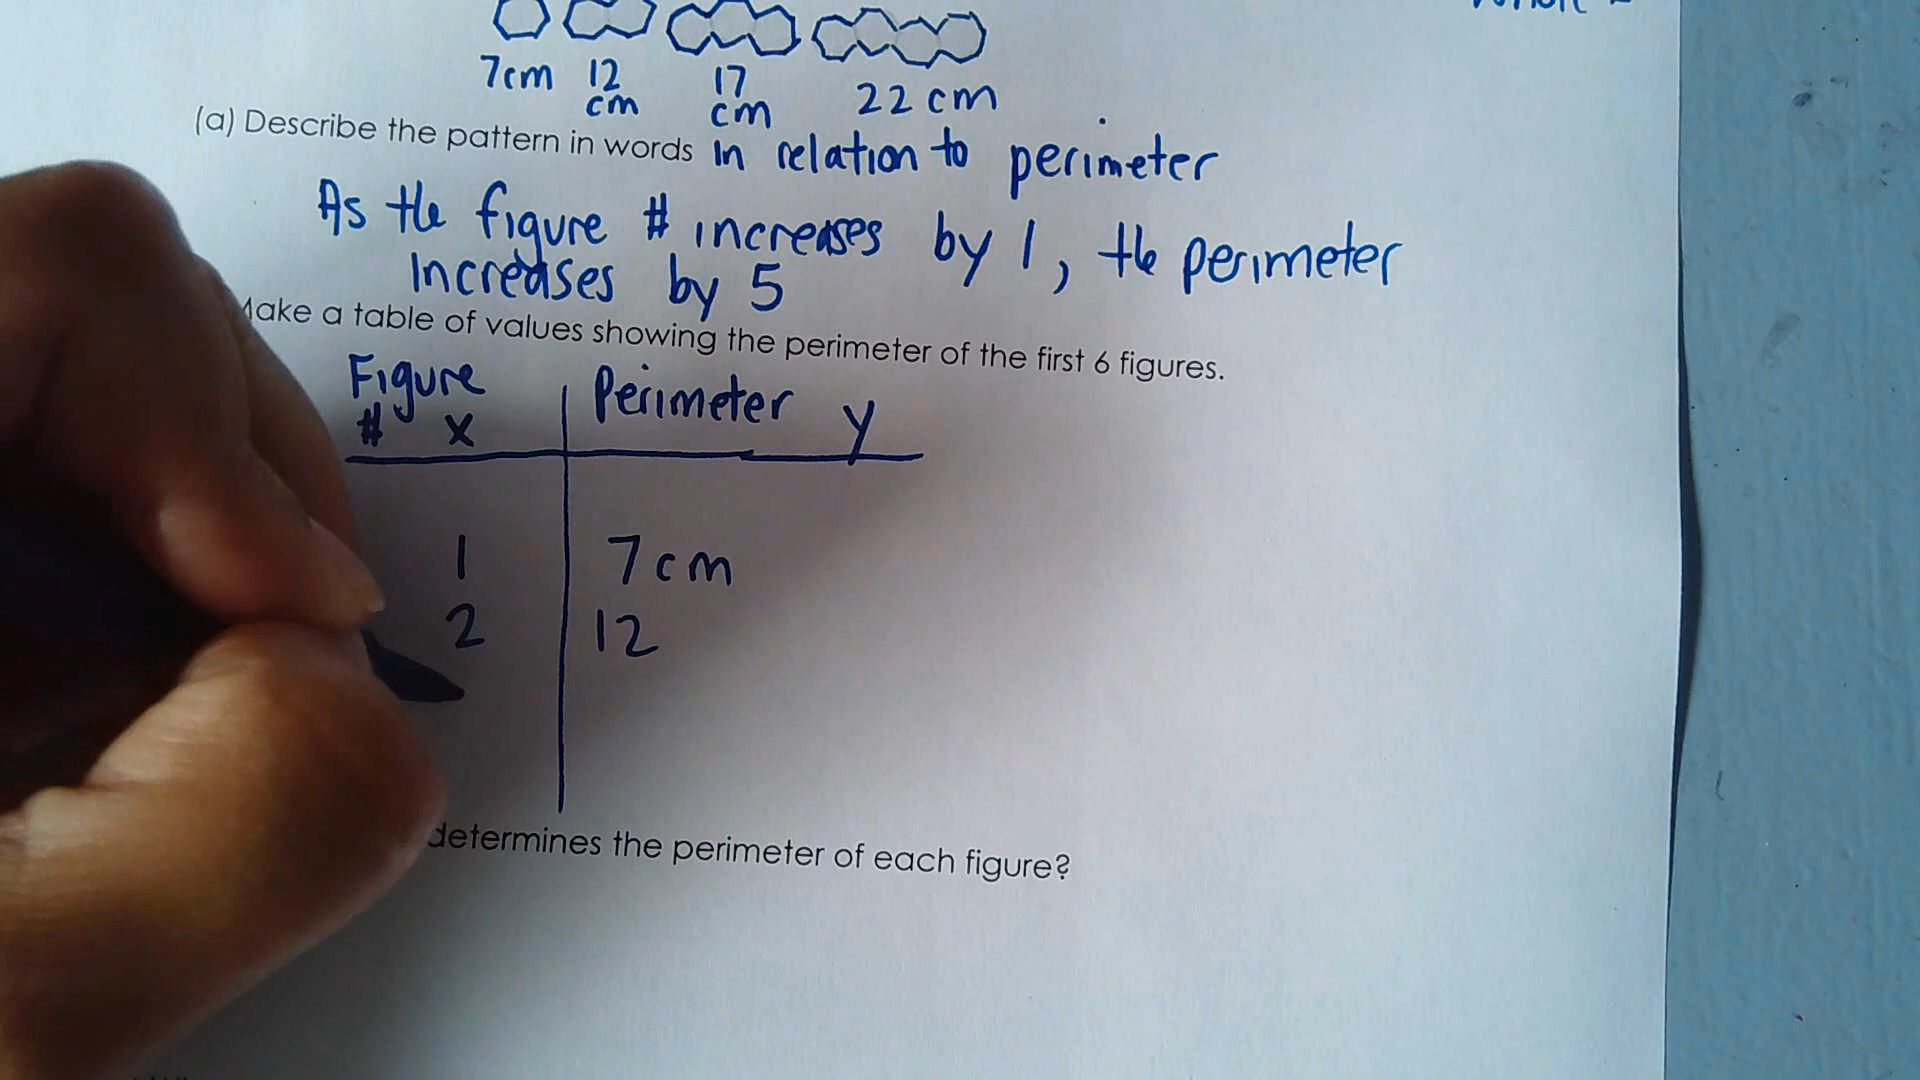 7cm 12 cm 17 cm 22 cm
(a) Describe the pattern in words in relation to perimeter
As the figure # increases by 1, the perimeter
increases by 5
Make a table of values showing the perimeter of the first 6 figures.
Figure # x Perimeter y
1 7cm
2 12
determines the perimeter of each figure?